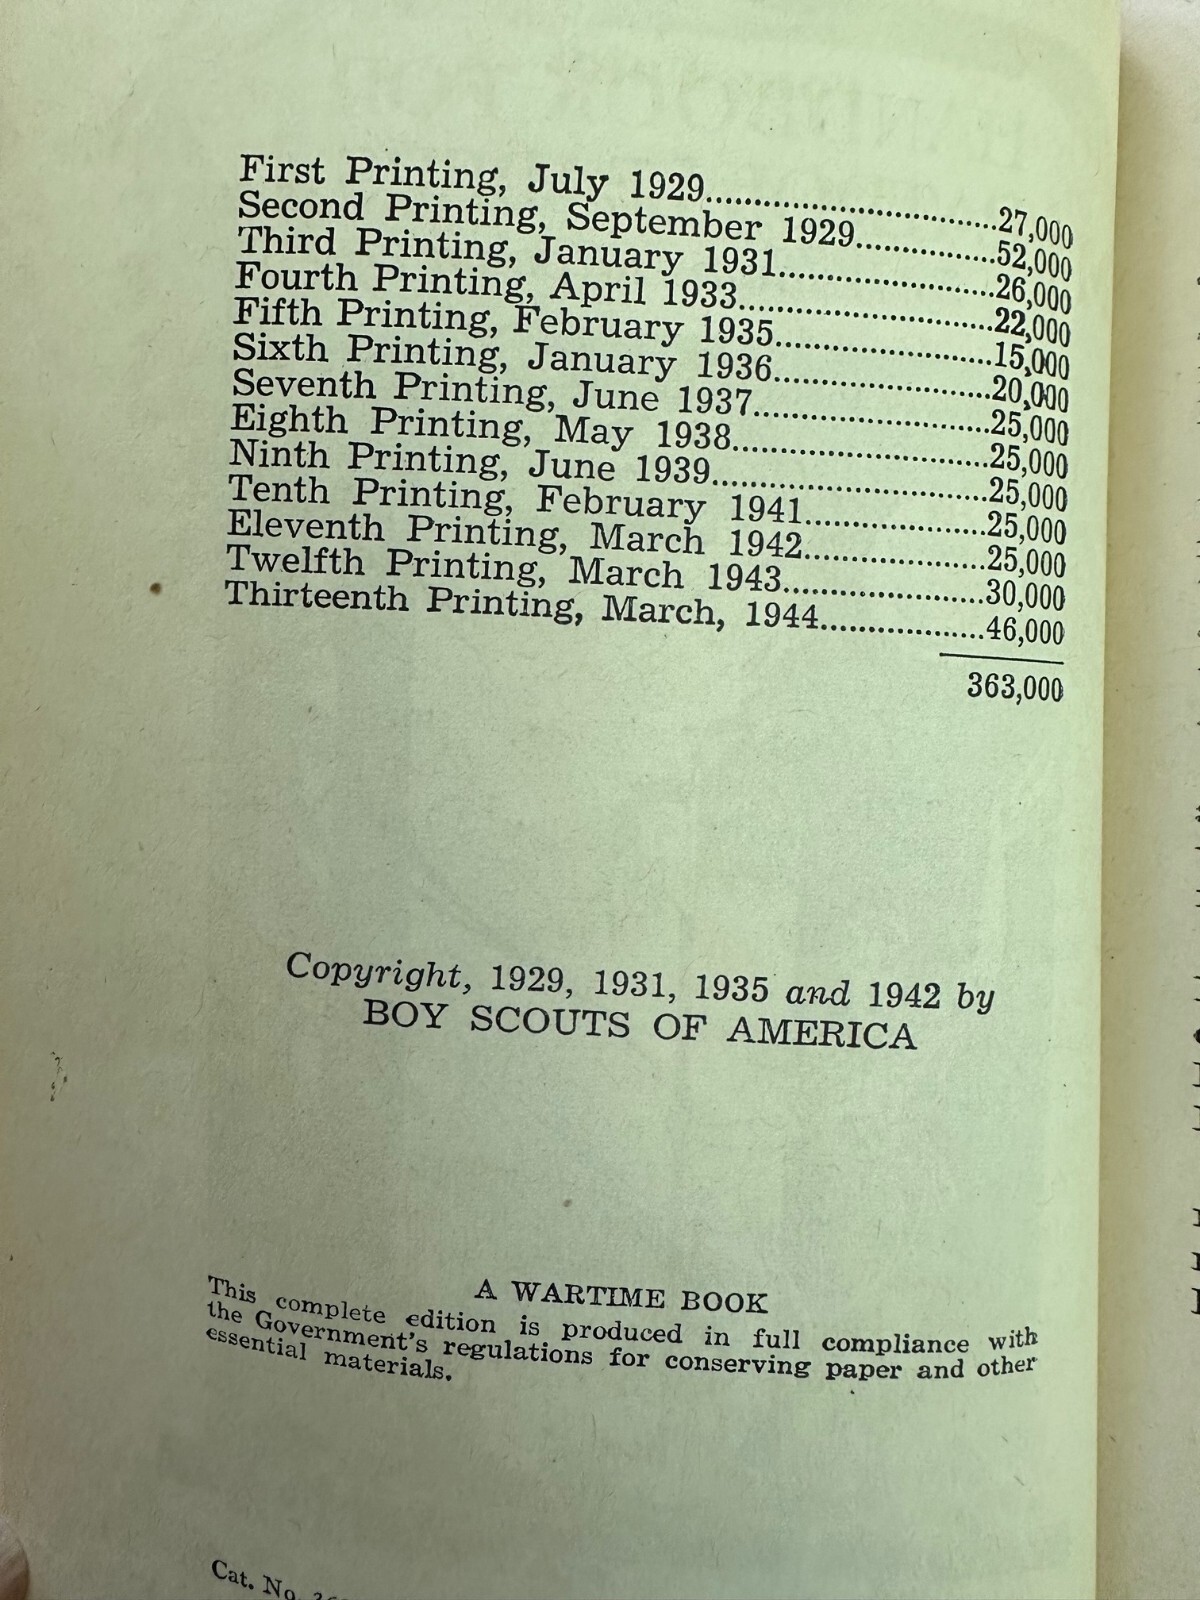 First Printing, July 1929..............................27,000
Second Printing, September 1929...............52,000
Third Printing, January 1931.......................26,000
Fourth Printing, April 1933...........................22,000
Fifth Printing, February 1935.......................15,000
Sixth Printing, January 1936.......................20,000
Seventh Printing, June 1937.........................25,000
Eighth Printing, May 1938...........................25,000
Ninth Printing, June 1939.............................25,000
Tenth Printing, February 1941...................25,000
Eleventh Printing, March 1942...................25,000
Twelfth Printing, March 1943.....................30,000
Thirteenth Printing, March, 1944.................46,000
363,000
Copyright, 1929, 1931, 1935 and 1942 by
BOY SCOUTS OF AMERICA
A WARTIME BOOK
This complete edition is produced in full compliance with
the Government's regulations for conserving paper and other
essential materials.
Cat. No.